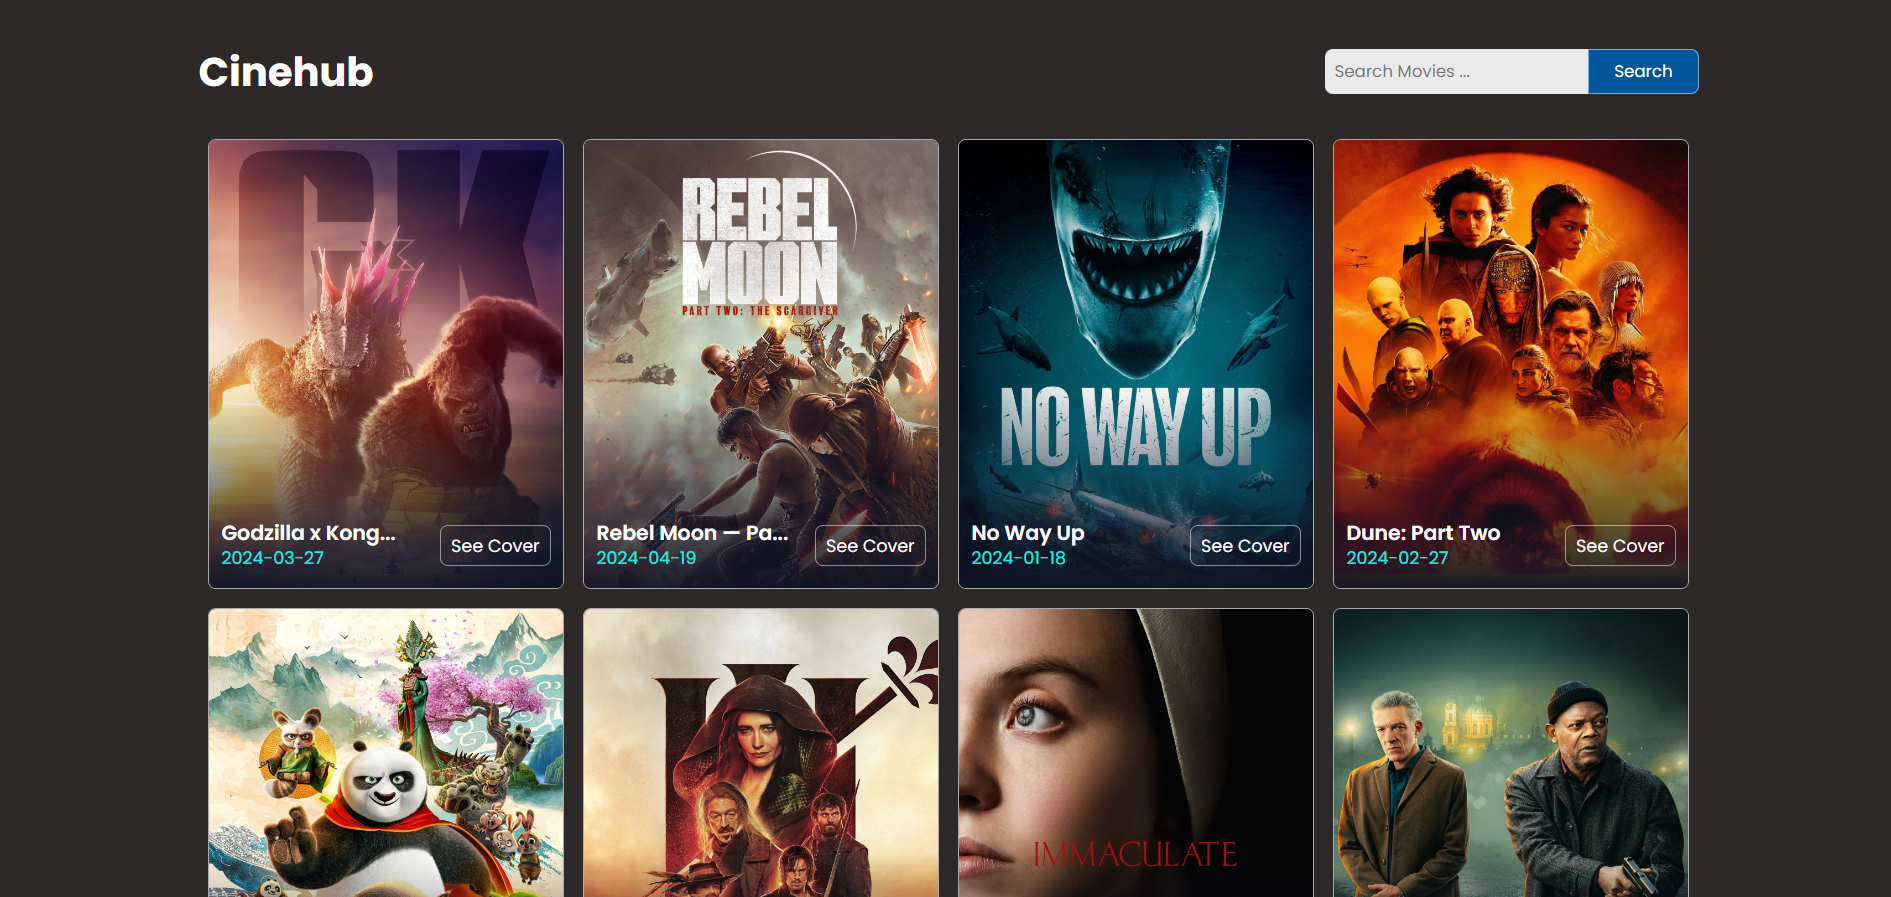 Cinehub
Search Movies ...
Search
GK
REBEL
MOON
PART TWO: THE SCARGIVER
NO WAY UP
Godzilla x Kong...
2024-03-27
See Cover
Rebel Moon — Pa...
2024-04-19
See Cover
No Way Up
2024-01-18
See Cover
Dune: Part Two
2024-02-27
See Cover
III
IMMACULATE